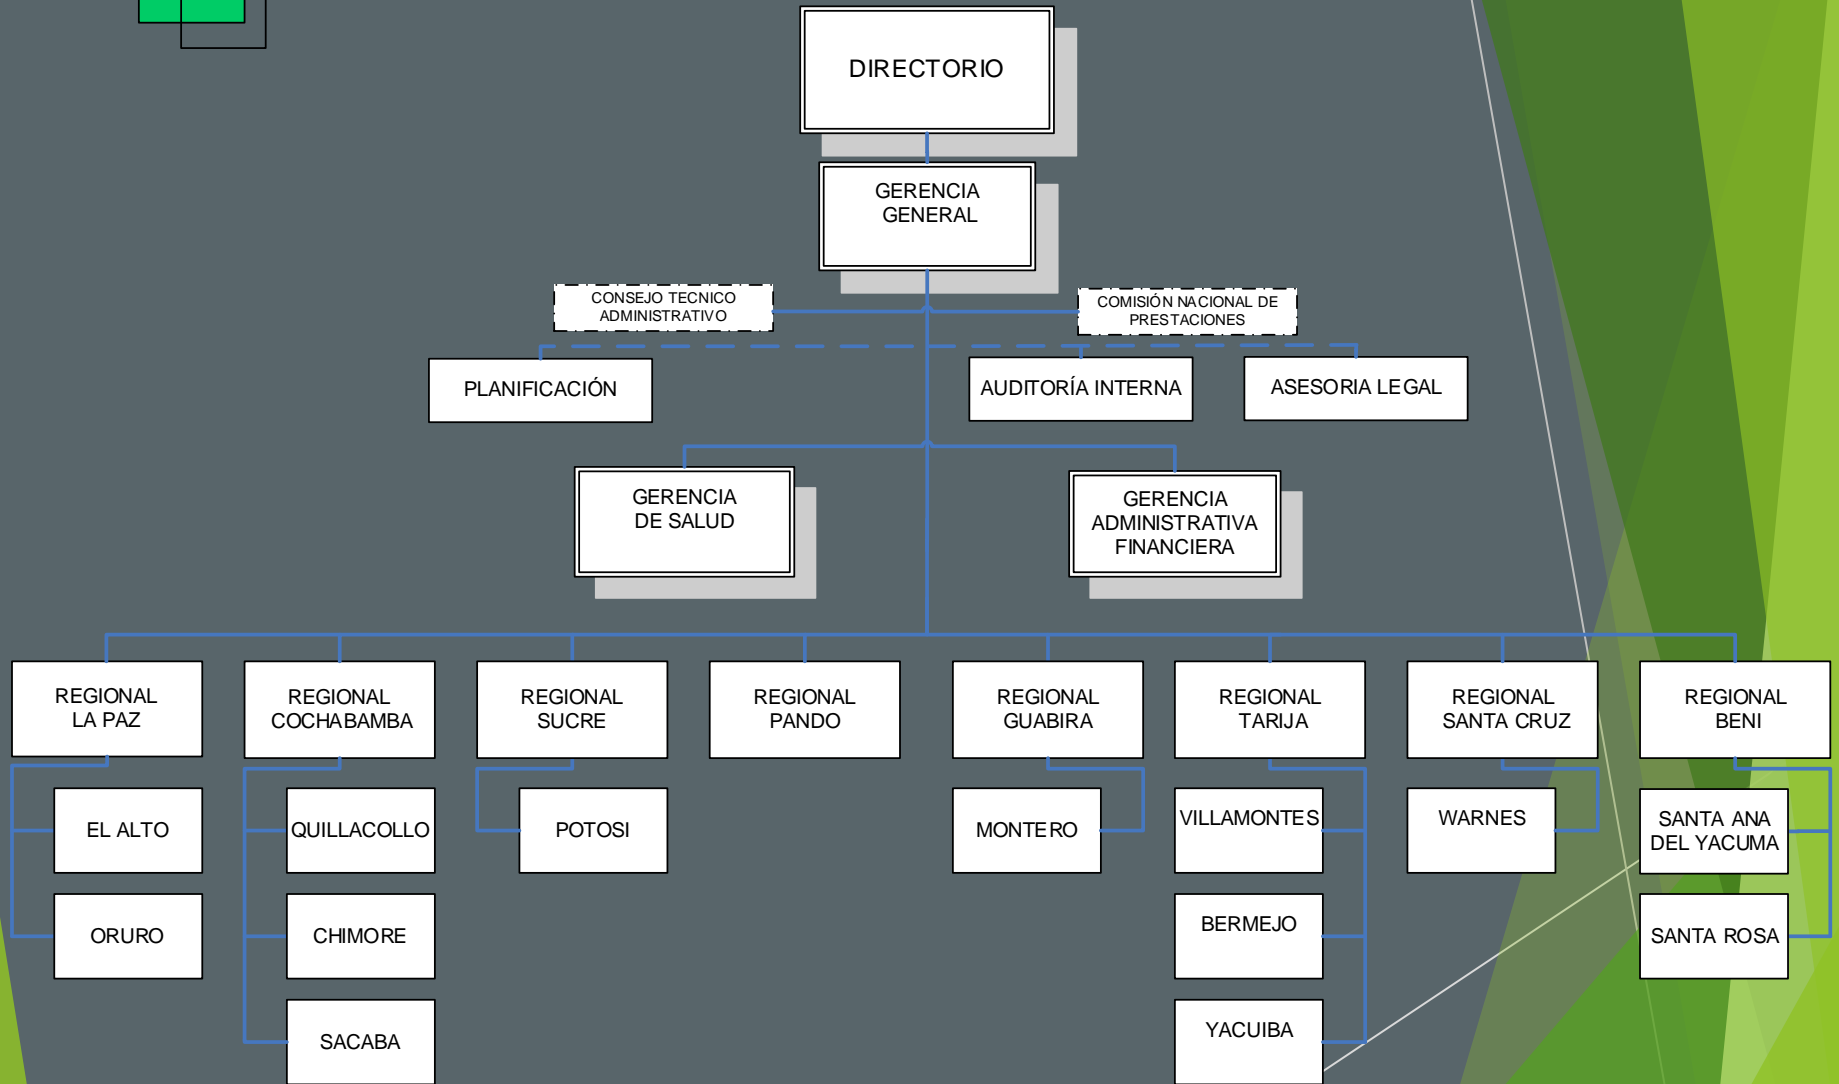 DIRECTORIO
GERENCIA
GENERAL
CONSEJO TECNICO
ADMINISTRATIVO
COMISIÓN NACIONAL DE
PRESTACIONES
PLANIFICACIÓN
AUDITORÍA INTERNA
ASESORIA LEGAL
GERENCIA
DE SALUD
GERENCIA
ADMINISTRATIVA
FINANCIERA
REGIONAL
LA PAZ
REGIONAL
COCHABAMBA
REGIONAL
SUCRE
REGIONAL
PANDO
REGIONAL
GUABIRA
REGIONAL
TARIJA
REGIONAL
SANTA CRUZ
REGIONAL
BENI
EL ALTO
QUILLACOLLO
POTOSI
MONTERO
VILLAMONTES
WARNES
SANTA ANA
DEL YACUMA
ORURO
CHIMORE
BERMEJO
SANTA ROSA
SACABA
YACUIBA